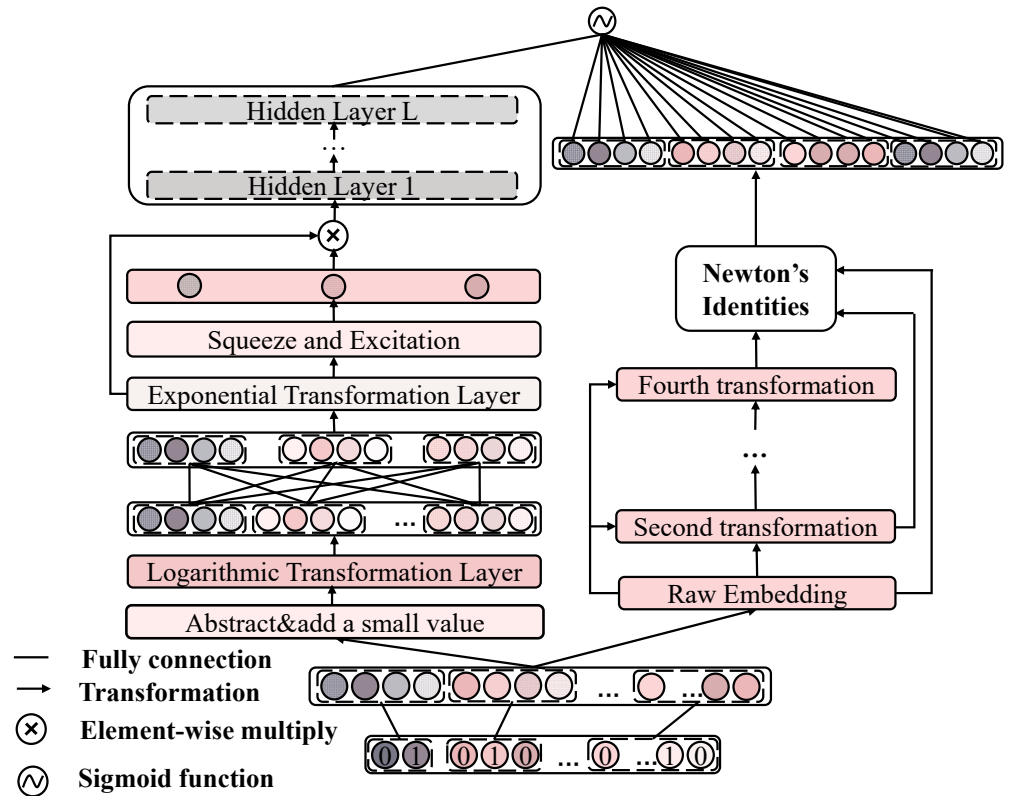 Hidden Layer L
...
Hidden Layer 1
Squeeze and Excitation
Exponential Transformation Layer
...
Logarithmic Transformation Layer
Abstract&add a small value
Newton's
Identities
Fourth transformation
...
Second transformation
Raw Embedding
... ...
0 1 0 1 0 ... 0 ... 1 0
Fully connection
Transformation
Element-wise multiply
Sigmoid function